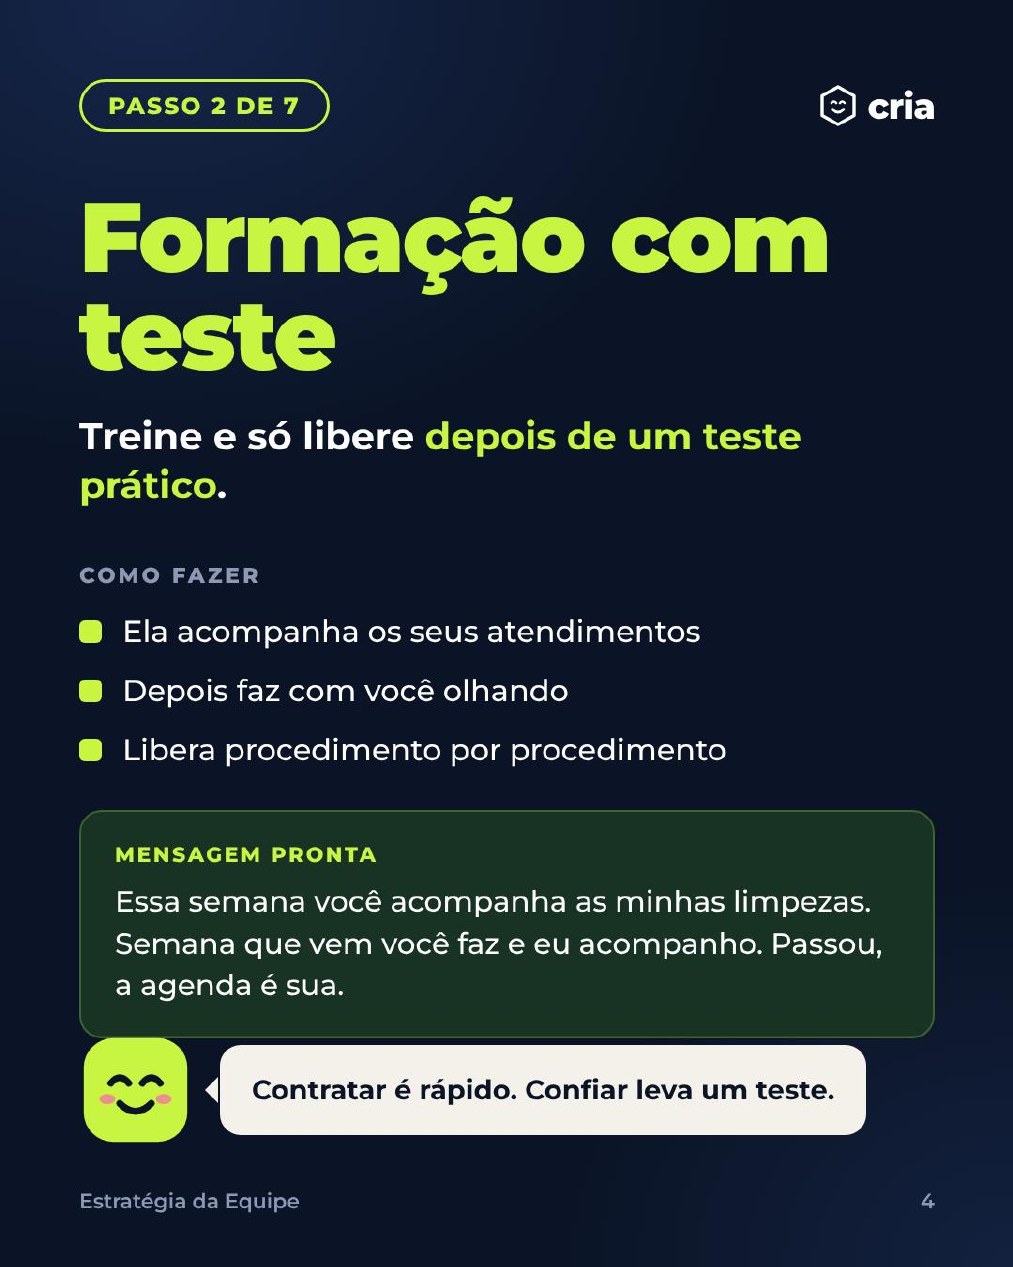 PASSO 2 DE 7
cria
Formação com
teste
Treine e só libere depois de um teste
prático.
COMO FAZER
Ela acompanha os seus atendimentos
Depois faz com você olhando
Libera procedimento por procedimento
MENSAGEM PRONTA
Essa semana você acompanha as minhas limpezas.
Semana que vem você faz e eu acompanho. Passou,
a agenda é sua.
Contratar é rápido. Confiar leva um teste.
Estratégia da Equipe
4